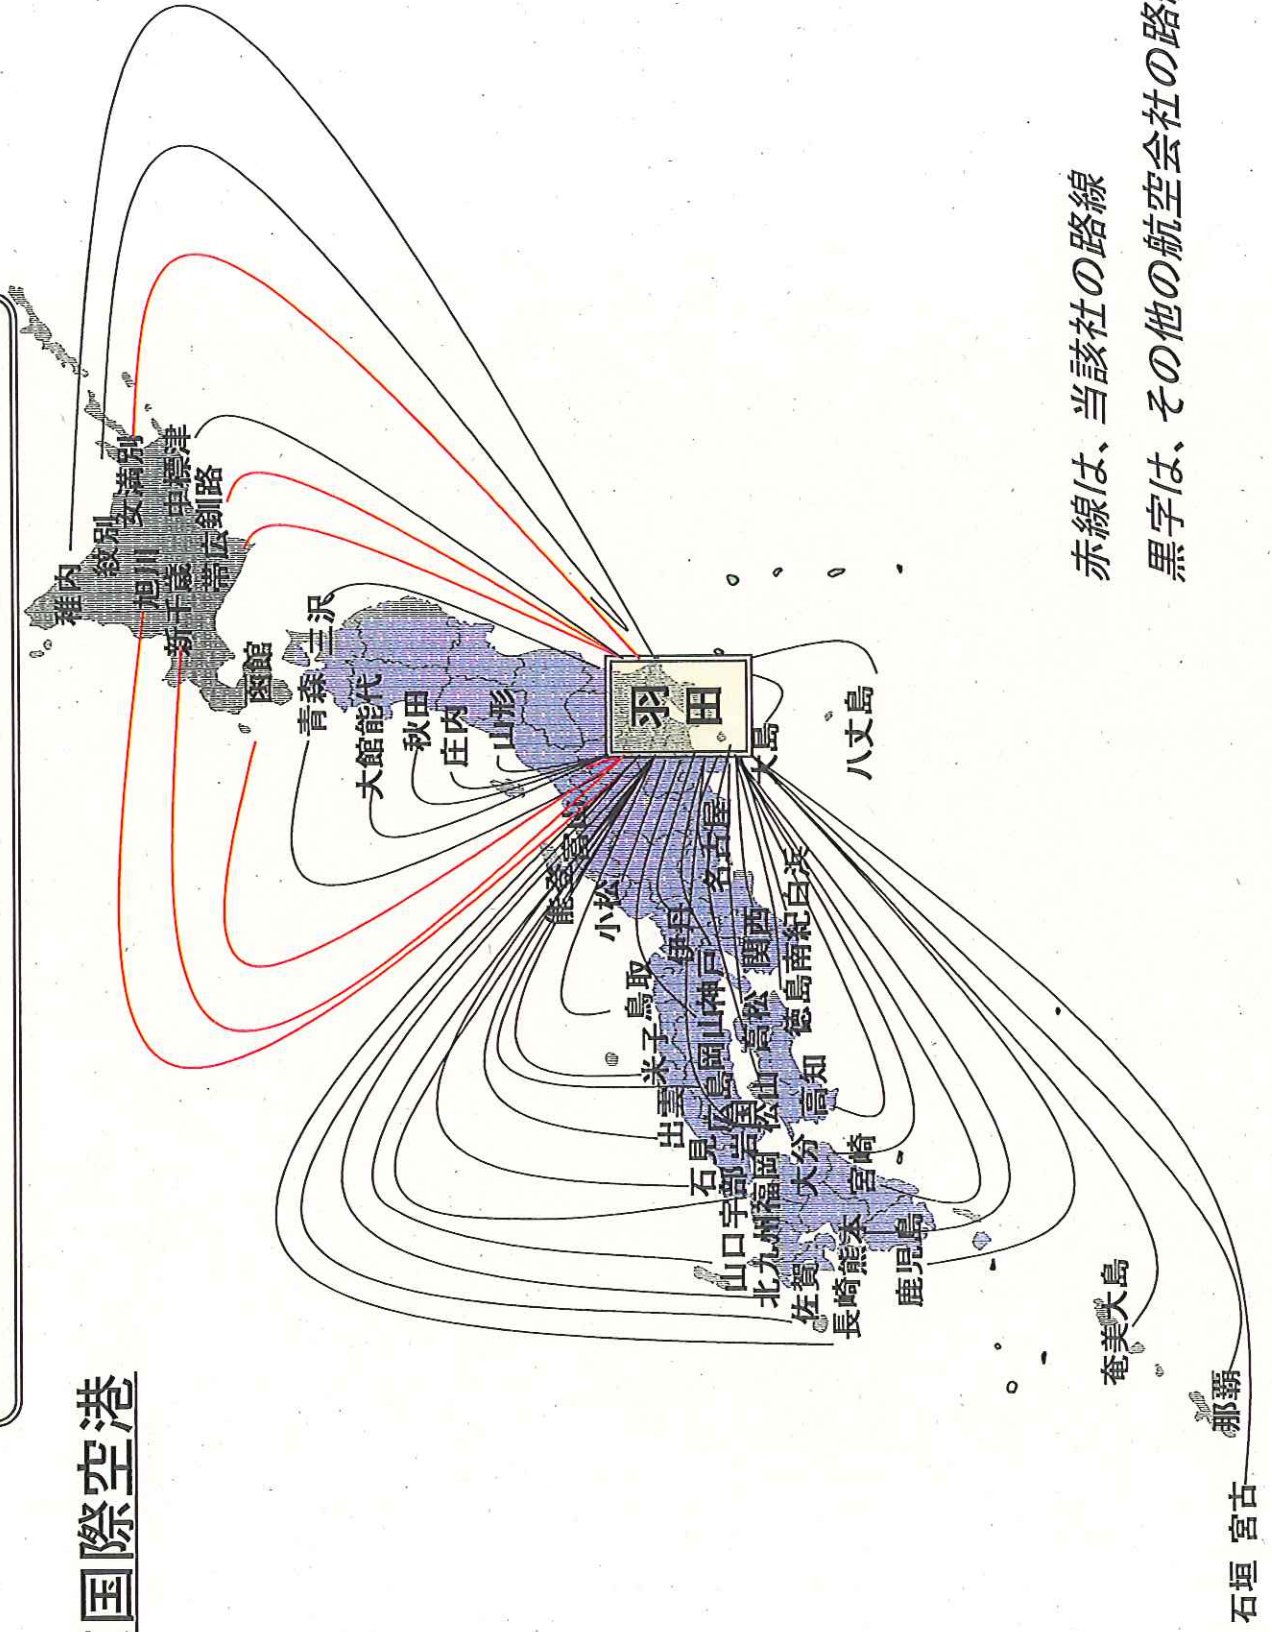 国際空港
稚内
紋別
女満別
旭川
中標津
新千歳
釧路
帯広
函館
三沢
青森
大館能代
秋田
庄内
山形
羽田
大島
八丈島
能登
富山
小松
名古屋
伊丹
神戸
関西
南紀白浜
鳥取
米子
岡山
高松
徳島
出雲
広島
松山
高知
石見
岩国
山口宇部
北九州
福岡
大分
宮崎
佐賀
長崎
熊本
鹿児島
奄美大島
那覇
宮古
石垣
赤線は、当該社の路線
黒字は、その他の航空会社の路